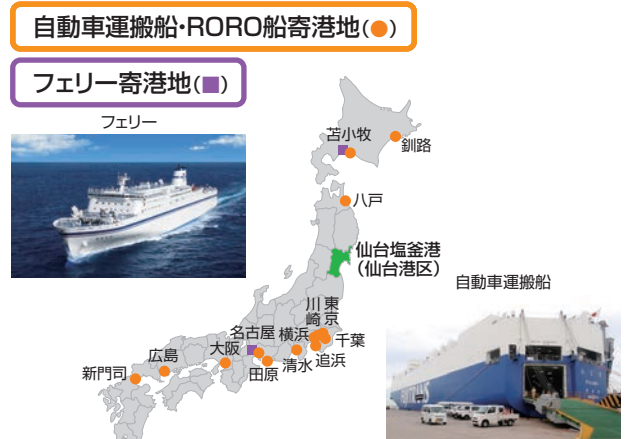 自動車運搬船・RORO船寄港地(●)
フェリー寄港地(■)
フェリー
苫小牧
釧路
八戸
仙台塩釜港
(仙台港区)
自動車運搬船
川崎
東京
千葉
名古屋
横浜
追浜
清水
田原
大阪
広島
新門司